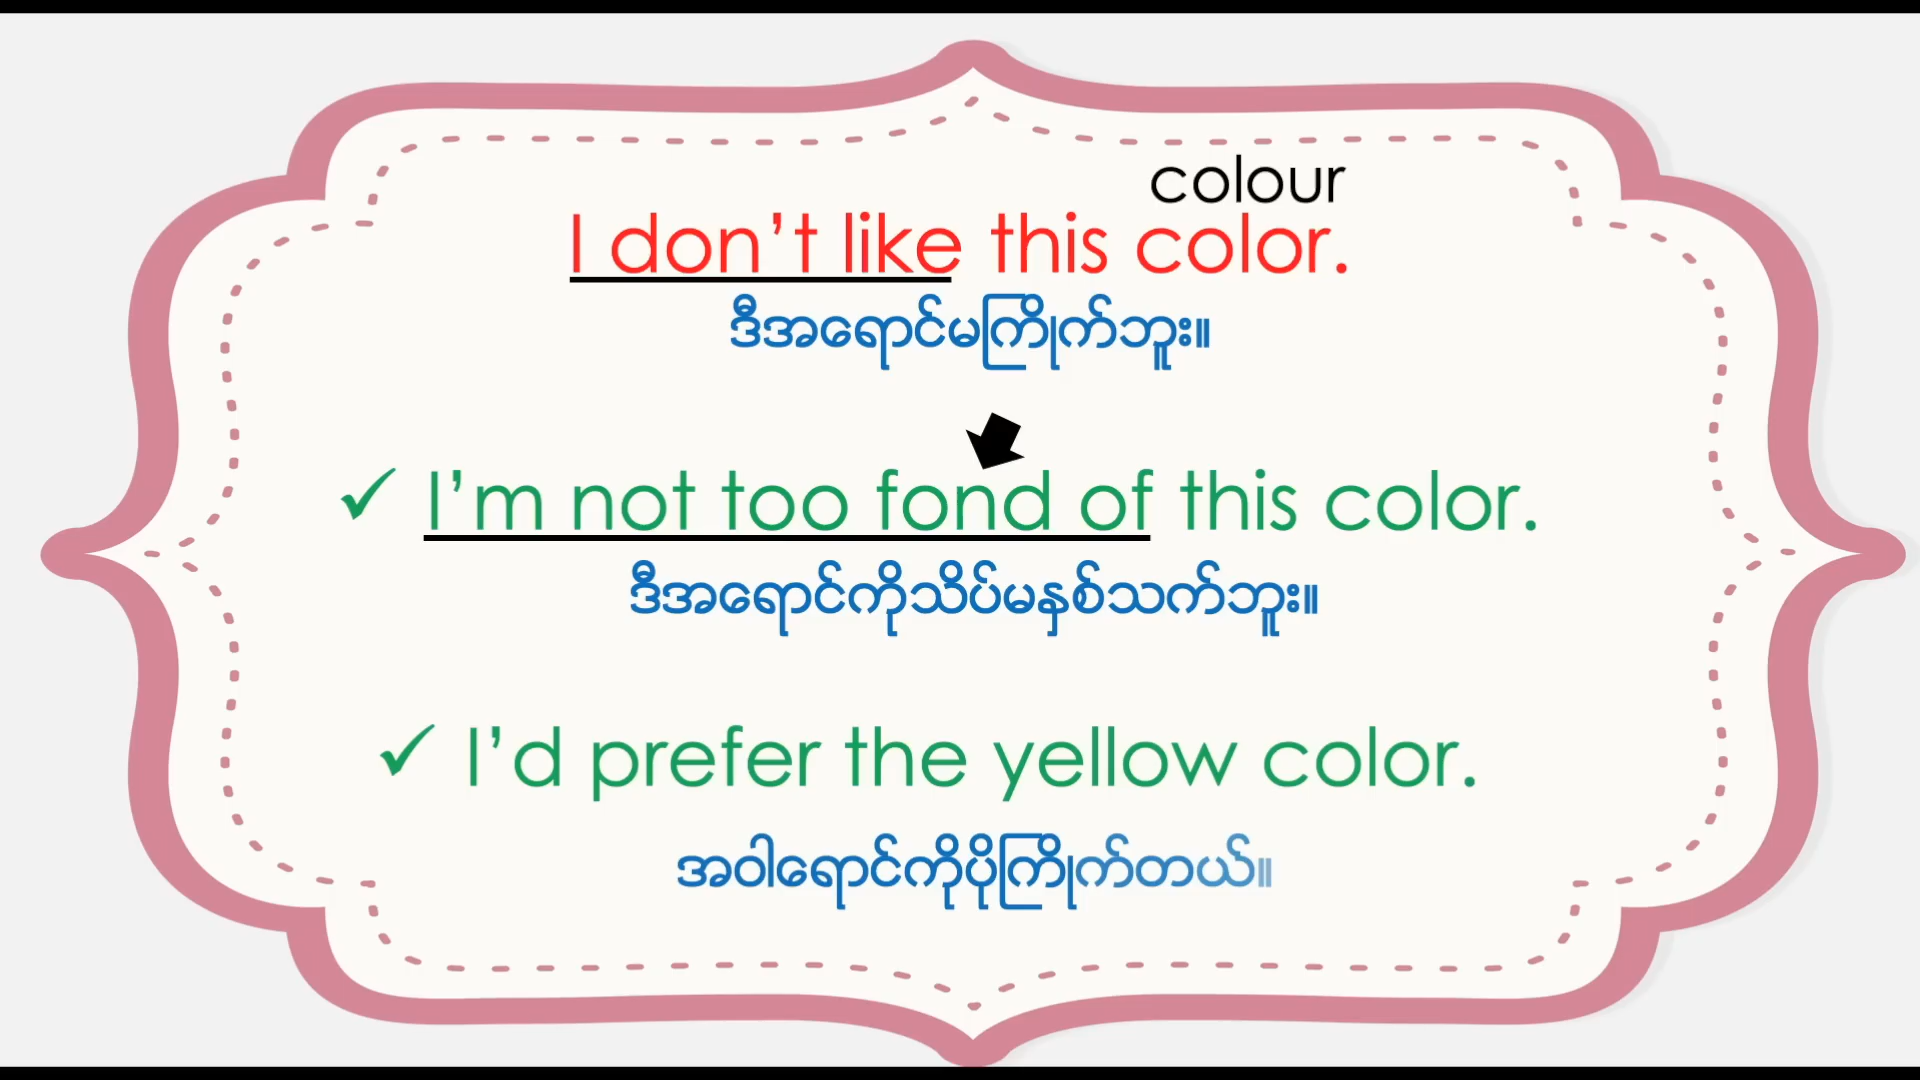 colour
I don’t like this color.
ဒီအရောင်မကြိုက်ဘူး။
✓ I’m not too fond of this color.
ဒီအရောင်ကိုသိပ်မနှစ်သက်ဘူး။
✓ I’d prefer the yellow color.
အဝါရောင်ကိုပိုကြိုက်တယ်။